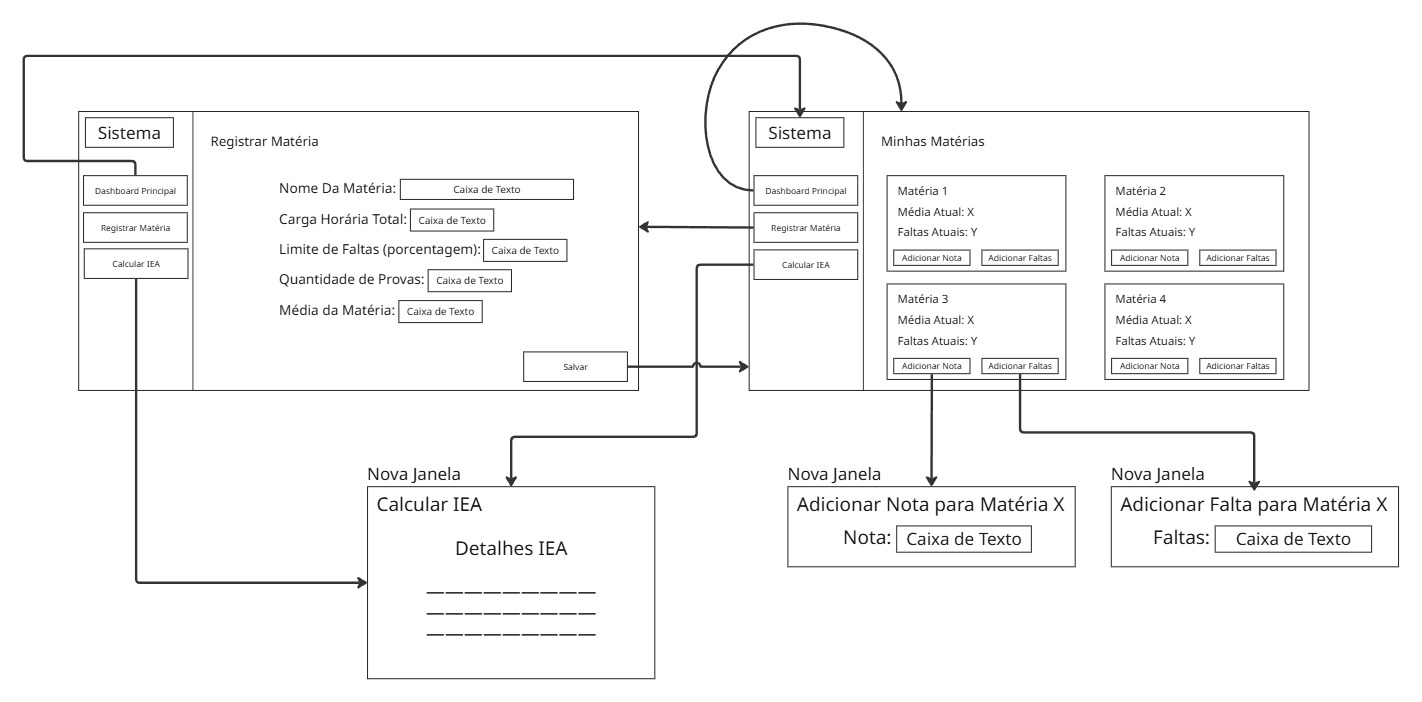 Sistema
Dashboard Principal
Registrar Matéria
Calcular IEA
Registrar Matéria
Nome Da Matéria: Caixa de Texto
Carga Horária Total: Caixa de Texto
Limite de Faltas (porcentagem): Caixa de Texto
Quantidade de Provas: Caixa de Texto
Média da Matéria: Caixa de Texto
Salvar
Sistema
Dashboard Principal
Registrar Matéria
Calcular IEA
Minhas Matérias
Matéria 1
Média Atual: X
Faltas Atuais: Y
Adicionar Nota Adicionar Faltas
Matéria 2
Média Atual: X
Faltas Atuais: Y
Adicionar Nota Adicionar Faltas
Matéria 3
Média Atual: X
Faltas Atuais: Y
Adicionar Nota Adicionar Faltas
Matéria 4
Média Atual: X
Faltas Atuais: Y
Adicionar Nota Adicionar Faltas
Nova Janela
Calcular IEA
Detalhes IEA
Nova Janela
Adicionar Nota para Matéria X
Nota: Caixa de Texto
Nova Janela
Adicionar Falta para Matéria X
Faltas: Caixa de Texto